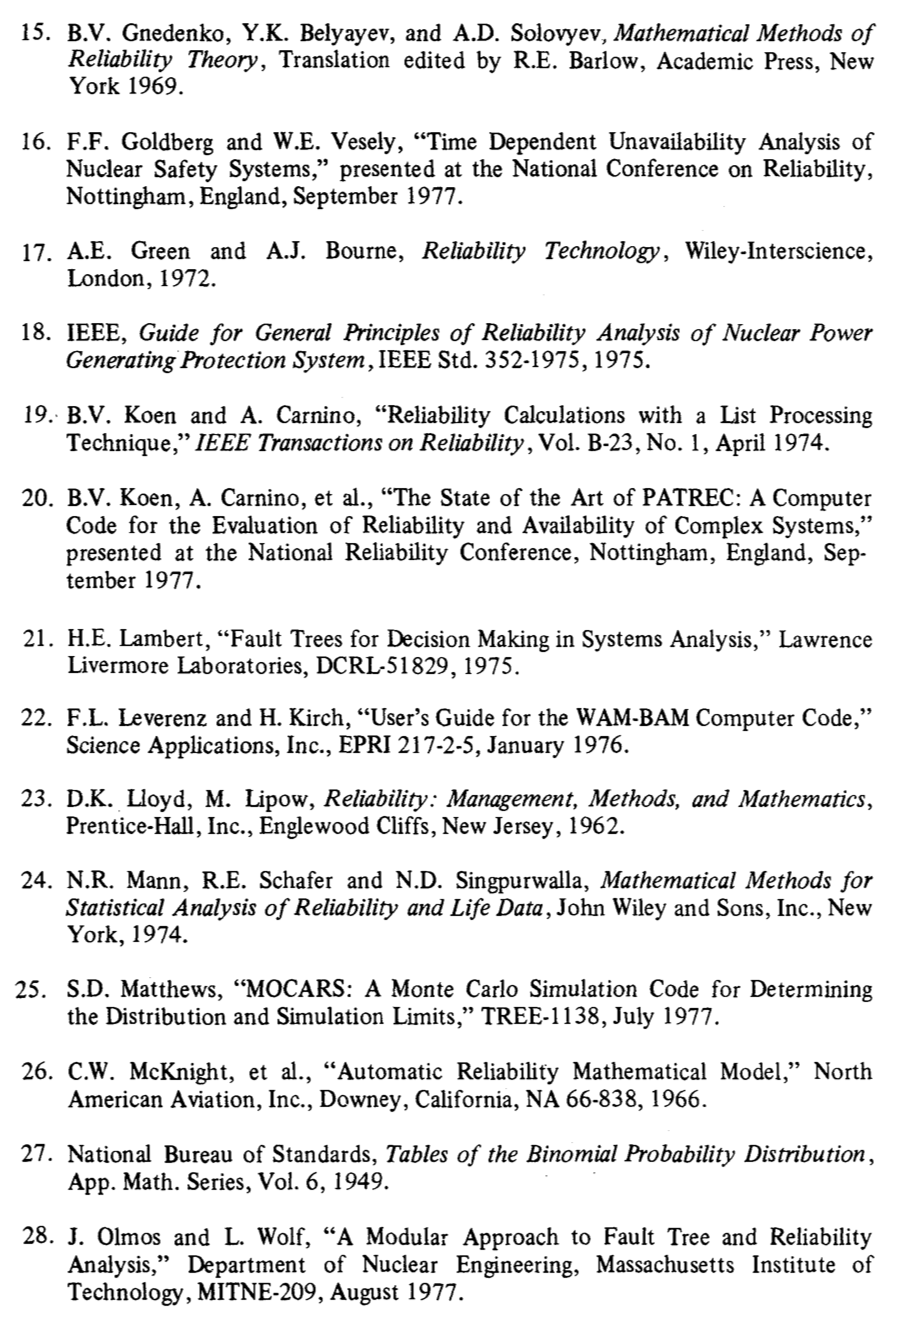 15. B.V. Gnedenko, Y.K. Belyayev, and A.D. Solovyev, Mathematical Methods of
Reliability Theory, Translation edited by R.E. Barlow, Academic Press, New
York 1969.
16. F.F. Goldberg and W.E. Vesely, “Time Dependent Unavailability Analysis of
Nuclear Safety Systems,” presented at the National Conference on Reliability,
Nottingham, England, September 1977.
17. A.E. Green and A.J. Bourne, Reliability Technology, Wiley-Interscience,
London, 1972.
18. IEEE, Guide for General Principles of Reliability Analysis of Nuclear Power
Generating Protection System, IEEE Std. 352-1975, 1975.
19. B.V. Koen and A. Carnino, “Reliability Calculations with a List Processing
Technique,” IEEE Transactions on Reliability, Vol. B-23, No. 1, April 1974.
20. B.V. Koen, A. Carnino, et al., “The State of the Art of PATREC: A Computer
Code for the Evaluation of Reliability and Availability of Complex Systems,”
presented at the National Reliability Conference, Nottingham, England, Sep-
tember 1977.
21. H.E. Lambert, “Fault Trees for Decision Making in Systems Analysis,” Lawrence
Livermore Laboratories, DCRL-51829, 1975.
22. F.L. Leverenz and H. Kirch, “User’s Guide for the WAM-BAM Computer Code,”
Science Applications, Inc., EPRI 217-2-5, January 1976.
23. D.K. Lloyd, M. Lipow, Reliability: Management, Methods, and Mathematics,
Prentice-Hall, Inc., Englewood Cliffs, New Jersey, 1962.
24. N.R. Mann, R.E. Schafer and N.D. Singpurwalla, Mathematical Methods for
Statistical Analysis of Reliability and Life Data, John Wiley and Sons, Inc., New
York, 1974.
25. S.D. Matthews, “MOCARS: A Monte Carlo Simulation Code for Determining
the Distribution and Simulation Limits,” TREE-1138, July 1977.
26. C.W. McKnight, et al., “Automatic Reliability Mathematical Model,” North
American Aviation, Inc., Downey, California, NA 66-838, 1966.
27. National Bureau of Standards, Tables of the Binomial Probability Distribution,
App. Math. Series, Vol. 6, 1949.
28. J. Olmos and L. Wolf, “A Modular Approach to Fault Tree and Reliability
Analysis,” Department of Nuclear Engineering, Massachusetts Institute of
Technology, MITNE-209, August 1977.